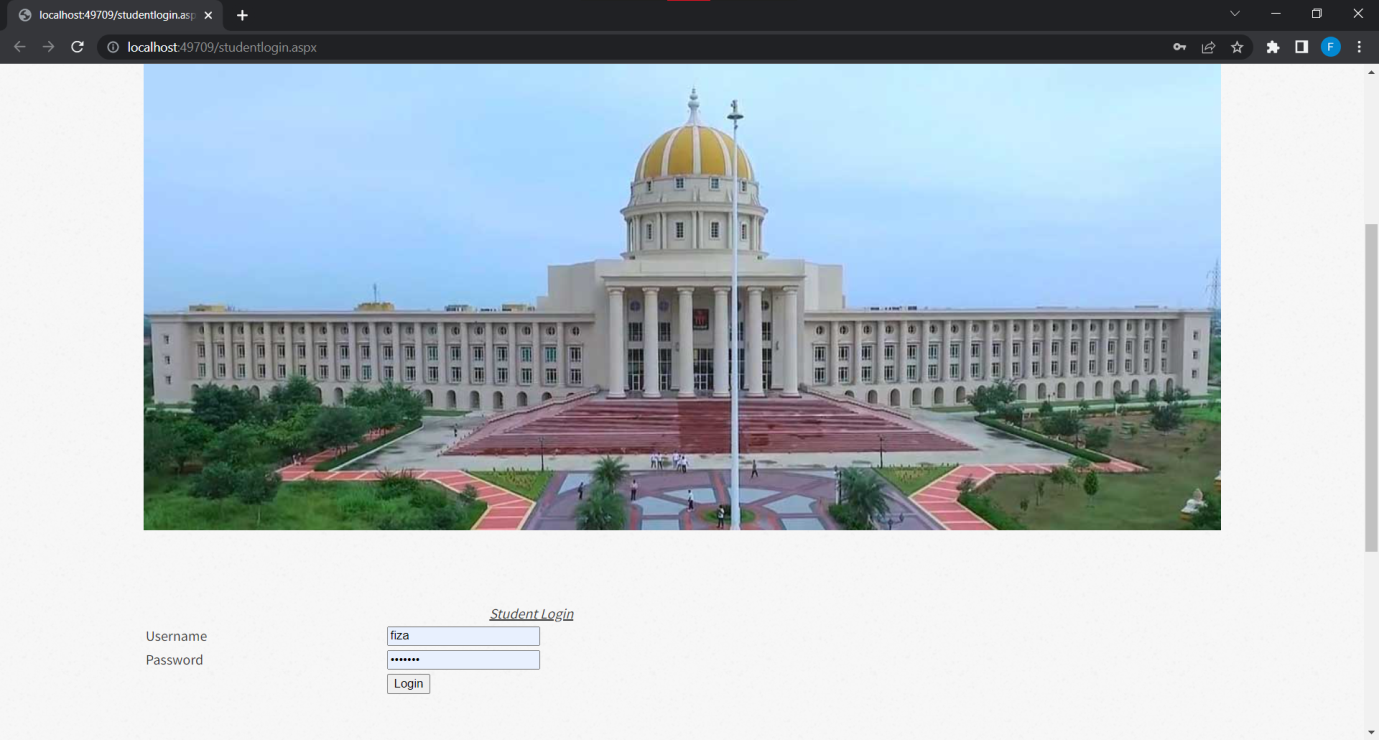 localhost:49709/studentlogin.asp
localhost:49709/studentlogin.aspx
F
Student Login
Username fiza
Password •••••••
Login